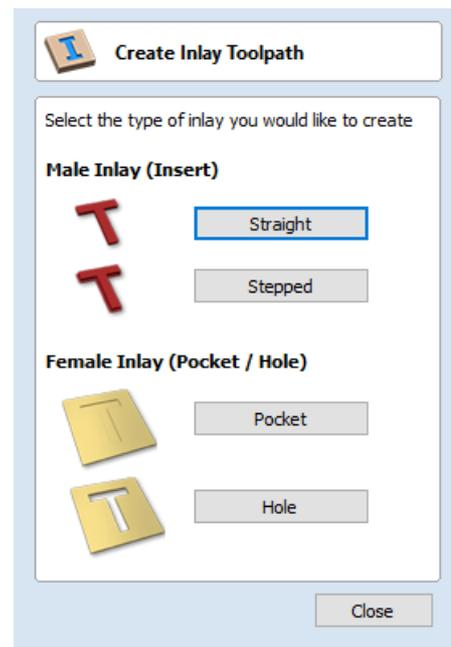 Create Inlay Toolpath
Select the type of inlay you would like to create
Male Inlay (Insert)
Straight
Stepped
Female Inlay (Pocket / Hole)
Pocket
Hole
Close